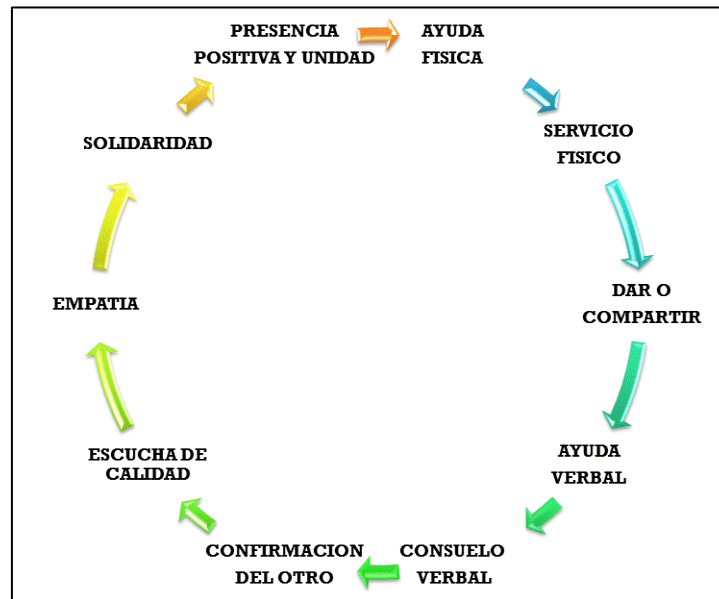 PRESENCIA
POSITIVA Y UNIDAD
AYUDA
FISICA
SERVICIO
FISICO
DAR O
COMPARTIR
AYUDA
VERBAL
CONSUELO
VERBAL
CONFIRMACION
DEL OTRO
ESCUCHA DE
CALIDAD
EMPATIA
SOLIDARIDAD